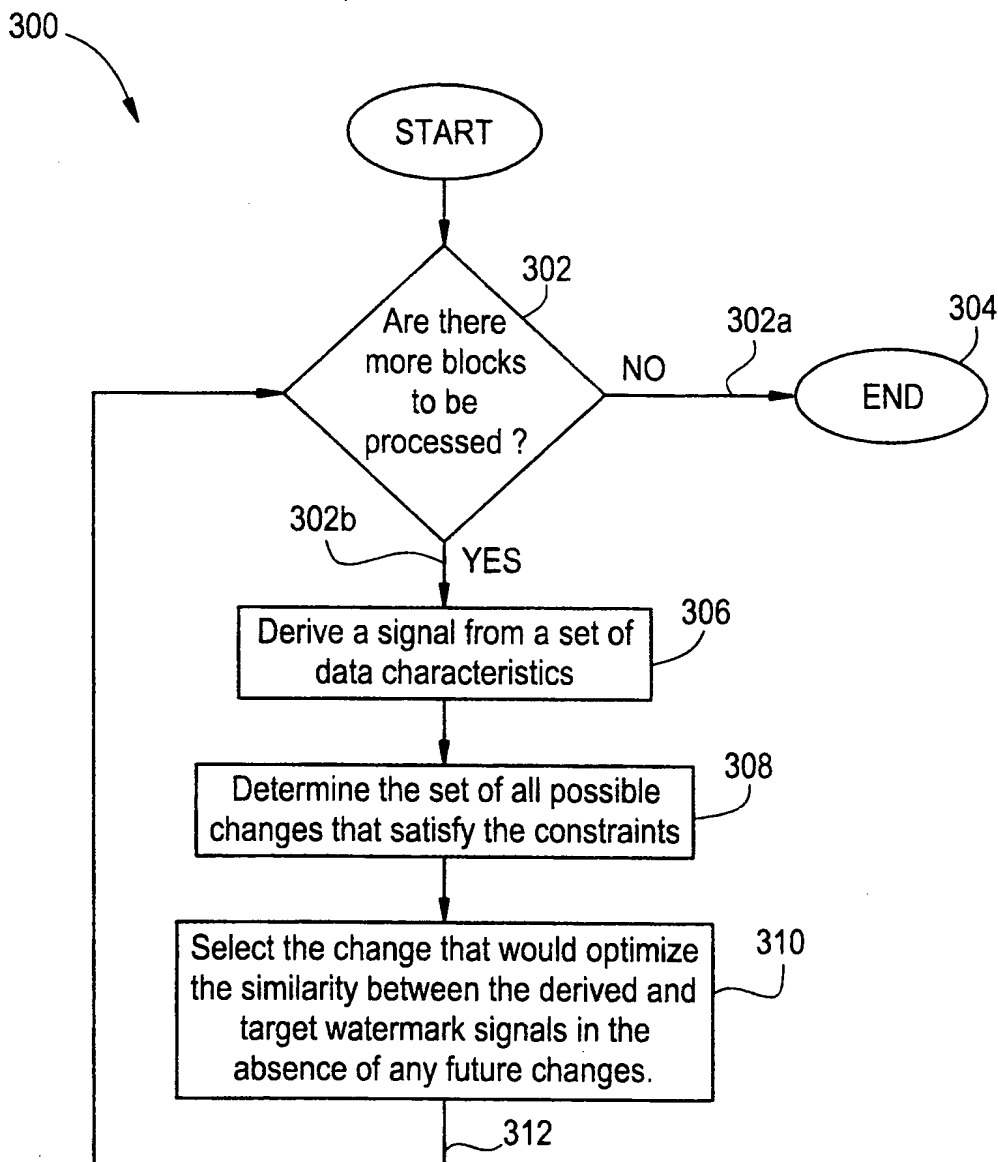 300
START
302
Are there
more blocks
to be
processed ?
NO
302a
304
END
302b
YES
306
Derive a signal from a set of
data characteristics
308
Determine the set of all possible
changes that satisfy the constraints
310
Select the change that would optimize
the similarity between the derived and
target watermark signals in the
absence of any future changes.
312